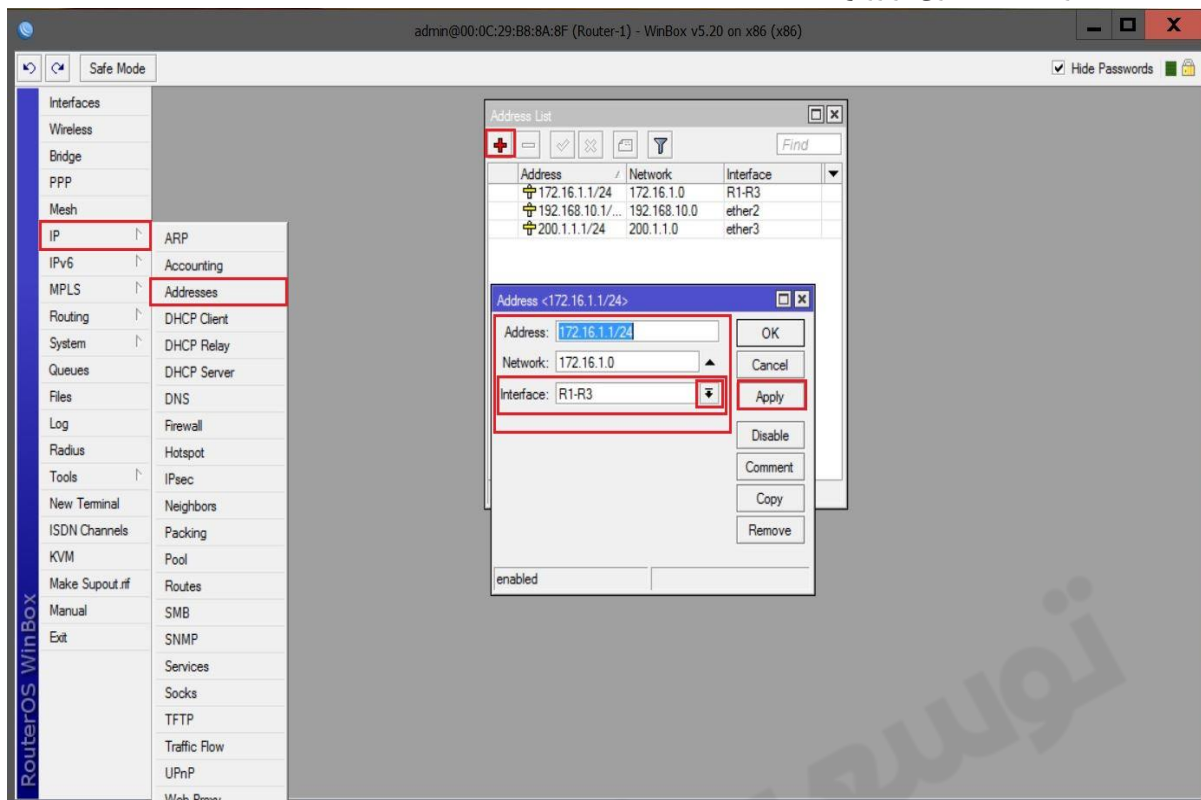 admin@00:0C:29:B8:8A:8F (Router-1) - WinBox v5.20 on x86 (x86)
Safe Mode
Hide Passwords
Interfaces
Wireless
Bridge
PPP
Mesh
IP
IPv6
MPLS
Routing
System
Queues
Files
Log
Radius
Tools
New Terminal
ISDN Channels
KVM
Make Supout.rif
Manual
Exit
RouterOS WinBox
ARP
Accounting
Addresses
DHCP Client
DHCP Relay
DHCP Server
DNS
Firewall
Hotspot
IPsec
Neighbors
Packing
Pool
Routes
SMB
SNMP
Services
Socks
TFTP
Traffic Flow
UPnP
Web Proxy
Address List
Find
Address Network Interface
172.16.1.1/24 172.16.1.0 R1-R3
192.168.10.1/... 192.168.10.0 ether2
200.1.1.1/24 200.1.1.0 ether3
Address <172.16.1.1/24>
Address: 172.16.1.1/24
Network: 172.16.1.0
Interface: R1-R3
OK
Cancel
Apply
Disable
Comment
Copy
Remove
enabled